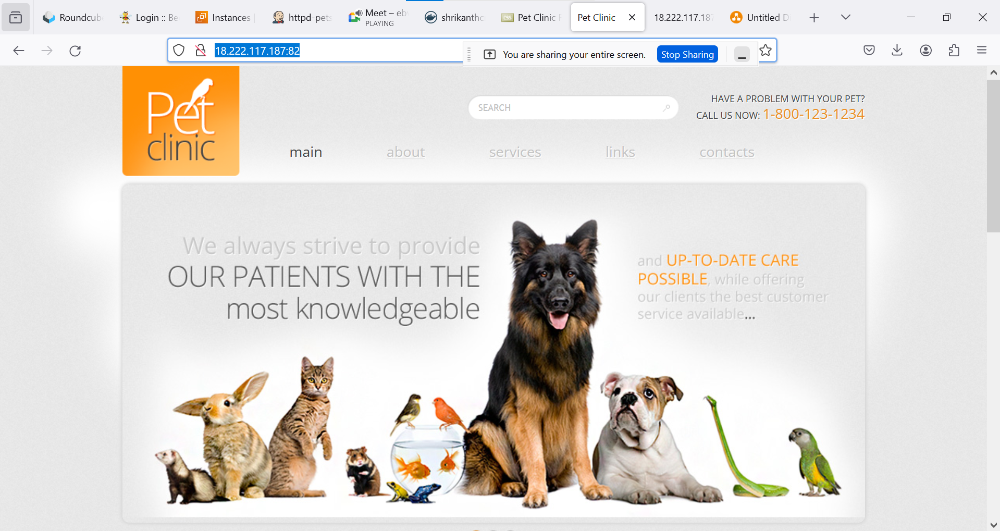 Roundcub
Login :: Be
Instances
httpd-pets
Meet – eb
PLAYING
shrikanthc
CSS
Pet Clinic
Pet Clinic
18.222.117.187
Untitled D
18.222.117.187:82
You are sharing your entire screen.
Stop Sharing
Pet
clinic
SEARCH
HAVE A PROBLEM WITH YOUR PET?
CALL US NOW: 1-800-123-1234
main
about
services
links
contacts
We always strive to provide
OUR PATIENTS WITH THE
most knowledgeable
and UP-TO-DATE CARE
POSSIBLE, while offering
our clients the best customer
service available...